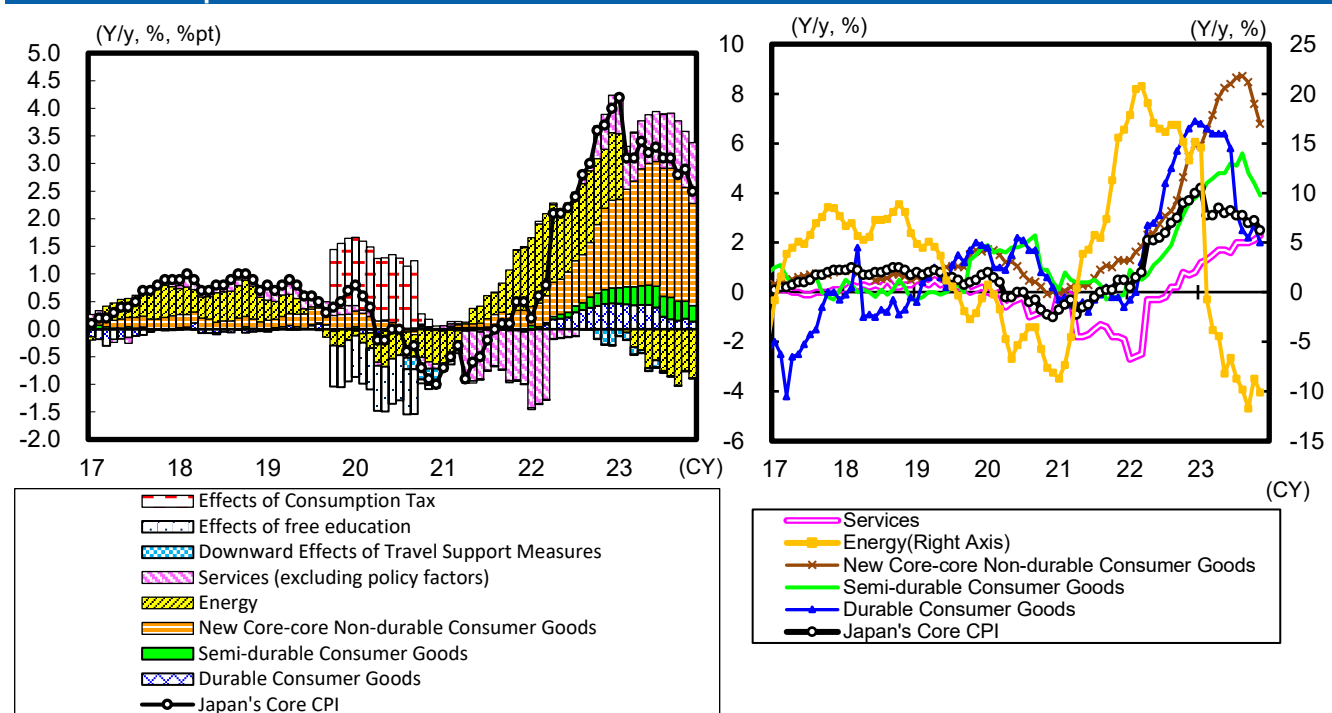 (Y/y, %, %pt)
5.0
4.5
4.0
3.5
3.0
2.5
2.0
1.5
1.0
0.5
0.0
-0.5
-1.0
-1.5
-2.0
17 18 19 20 21 22 23 (CY)
Effects of Consumption Tax
Effects of free education
Downward Effects of Travel Support Measures
Services (excluding policy factors)
Energy
New Core-core Non-durable Consumer Goods
Semi-durable Consumer Goods
Durable Consumer Goods
Japan's Core CPI
(Y/y, %) (Y/y, %)
10 25
8 20
6 15
4 10
2 5
0 0
-2 -5
-4 -10
-6 -15
17 18 19 20 21 22 23
(CY)
Services
Energy(Right Axis)
New Core-core Non-durable Consumer Goods
Semi-durable Consumer Goods
Durable Consumer Goods
Japan's Core CPI